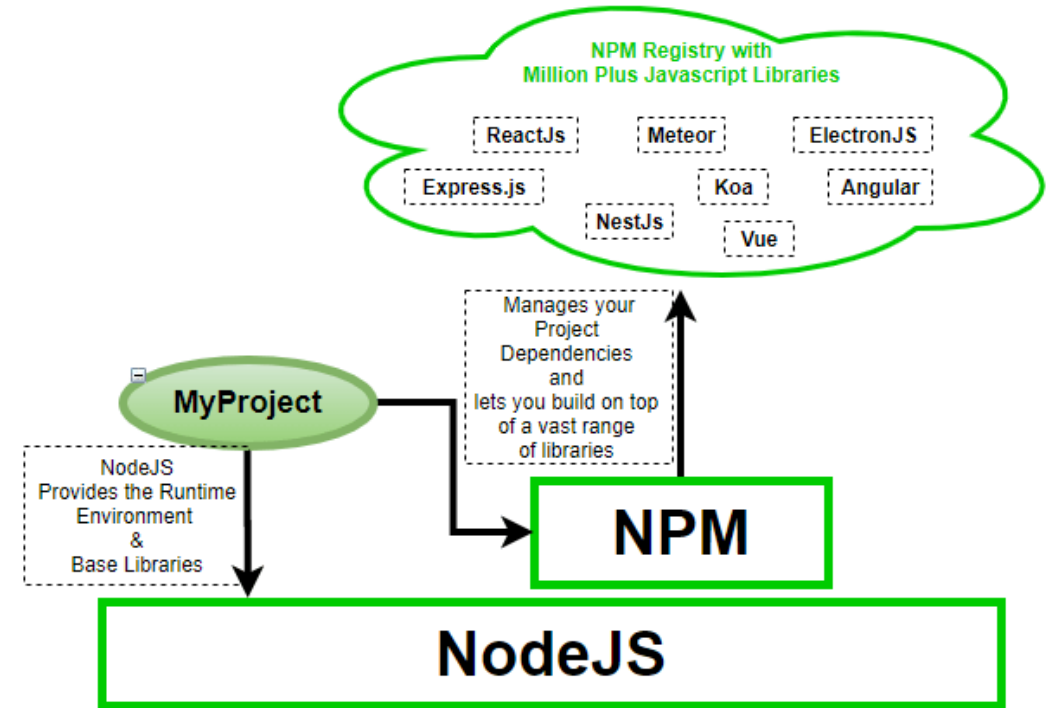 NPM Registry with
Million Plus Javascript Libraries
ReactJs
Meteor
ElectronJS
Express.js
Koa
Angular
NestJs
Vue
Manages your
Project
Dependencies
and
lets you build on top
of a vast range
of libraries
MyProject
NodeJS
Provides the Runtime
Environment
&
Base Libraries
NPM
NodeJS